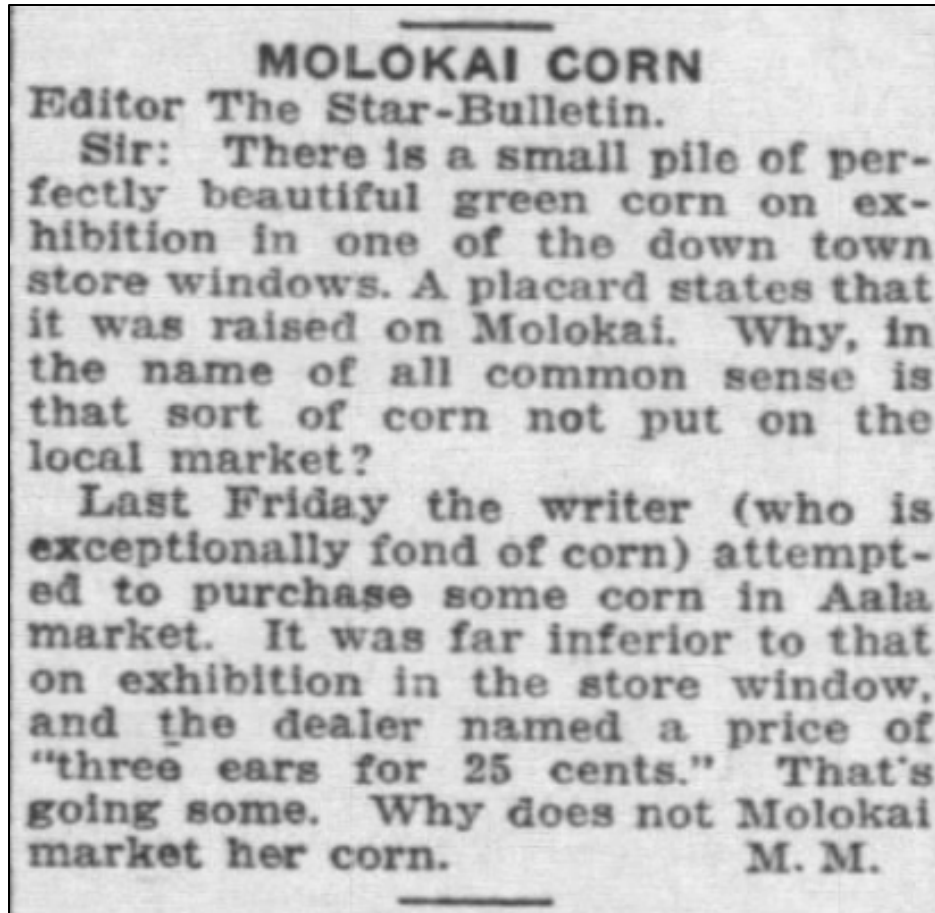 MOLOKAI CORN
Editor The Star-Bulletin.
Sir: There is a small pile of per-
fectly beautiful green corn on ex-
hibition in one of the down town
store windows. A placard states that
it was raised on Molokai. Why, in
the name of all common sense is
that sort of corn not put on the
local market?
Last Friday the writer (who is
exceptionally fond of corn) attempt-
ed to purchase some corn in Aala
market. It was far inferior to that
on exhibition in the store window,
and the dealer named a price of
"three ears for 25 cents." That's
going some. Why does not Molokai
market her corn. M. M.